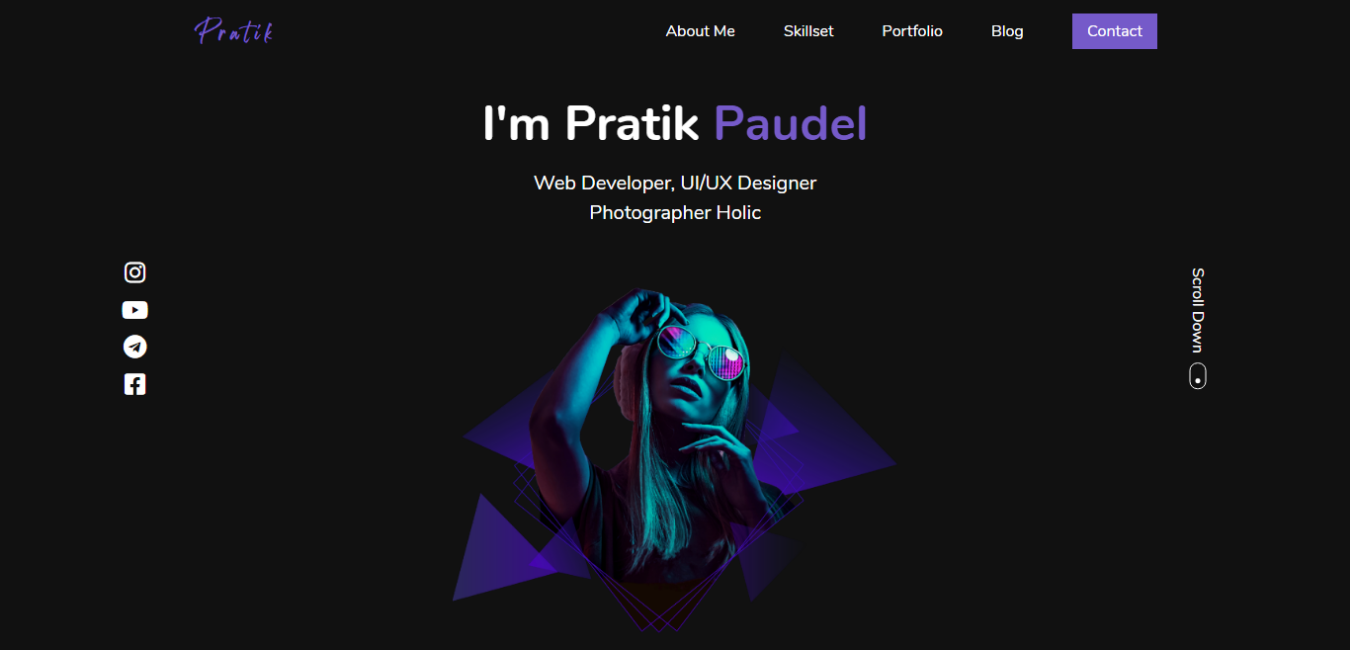 Pratik
About Me
Skillset
Portfolio
Blog
Contact
I'm Pratik Paudel
Web Developer, UI/UX Designer
Photographer Holic
Scroll Down